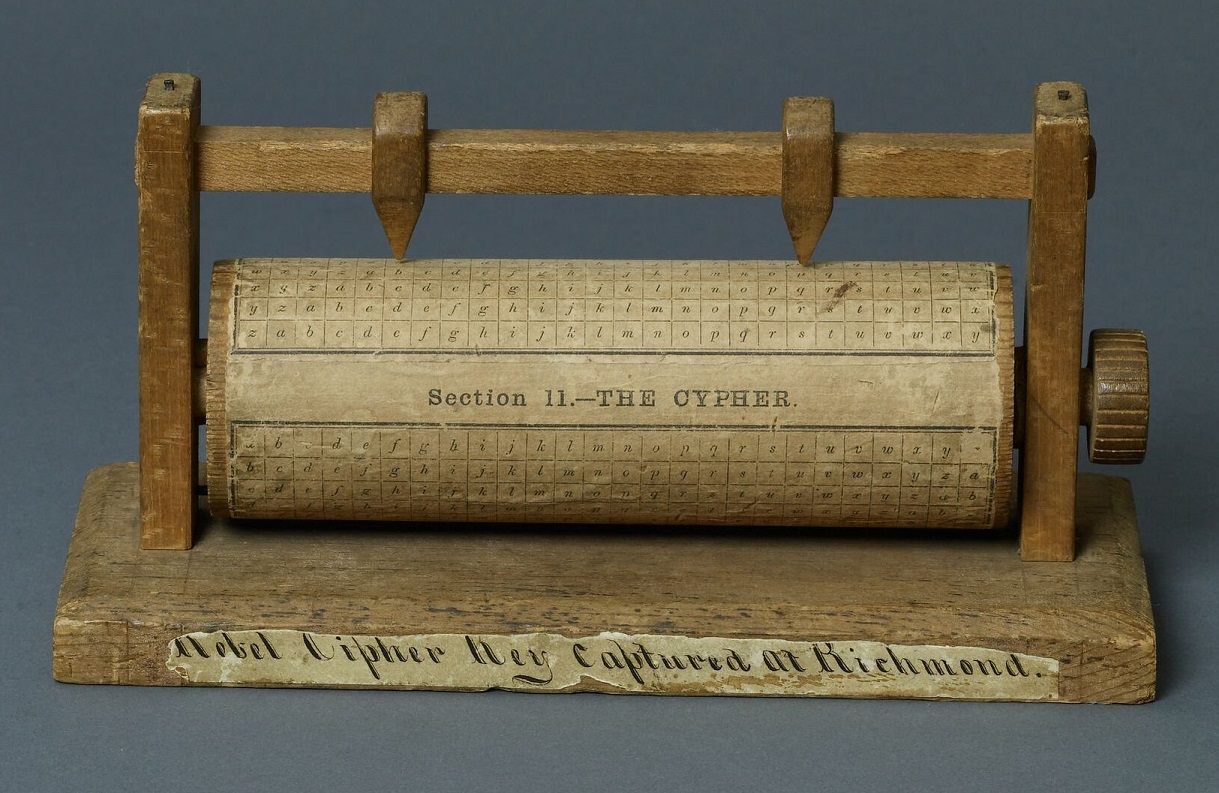 w x y z a b c d e f g h i j k l m n o p q r s t u v
x y z a b c d e f g h i j k l m n o p q r s t u v w
y z a b c d e f g h i j k l m n o p q r s t u v w x
z a b c d e f g h i j k l m n o p q r s t u v w x y
Section 11.—THE CYPHER.
a b d e f g h i j k l m n o p q r s t u v w x y
b c d e f g h i j k l m n o p q r s t u v w x y z a
c d e f g h i j k l m n o p q r s t u v w x y z a b
Rebel Cipher Key Captured at Richmond.